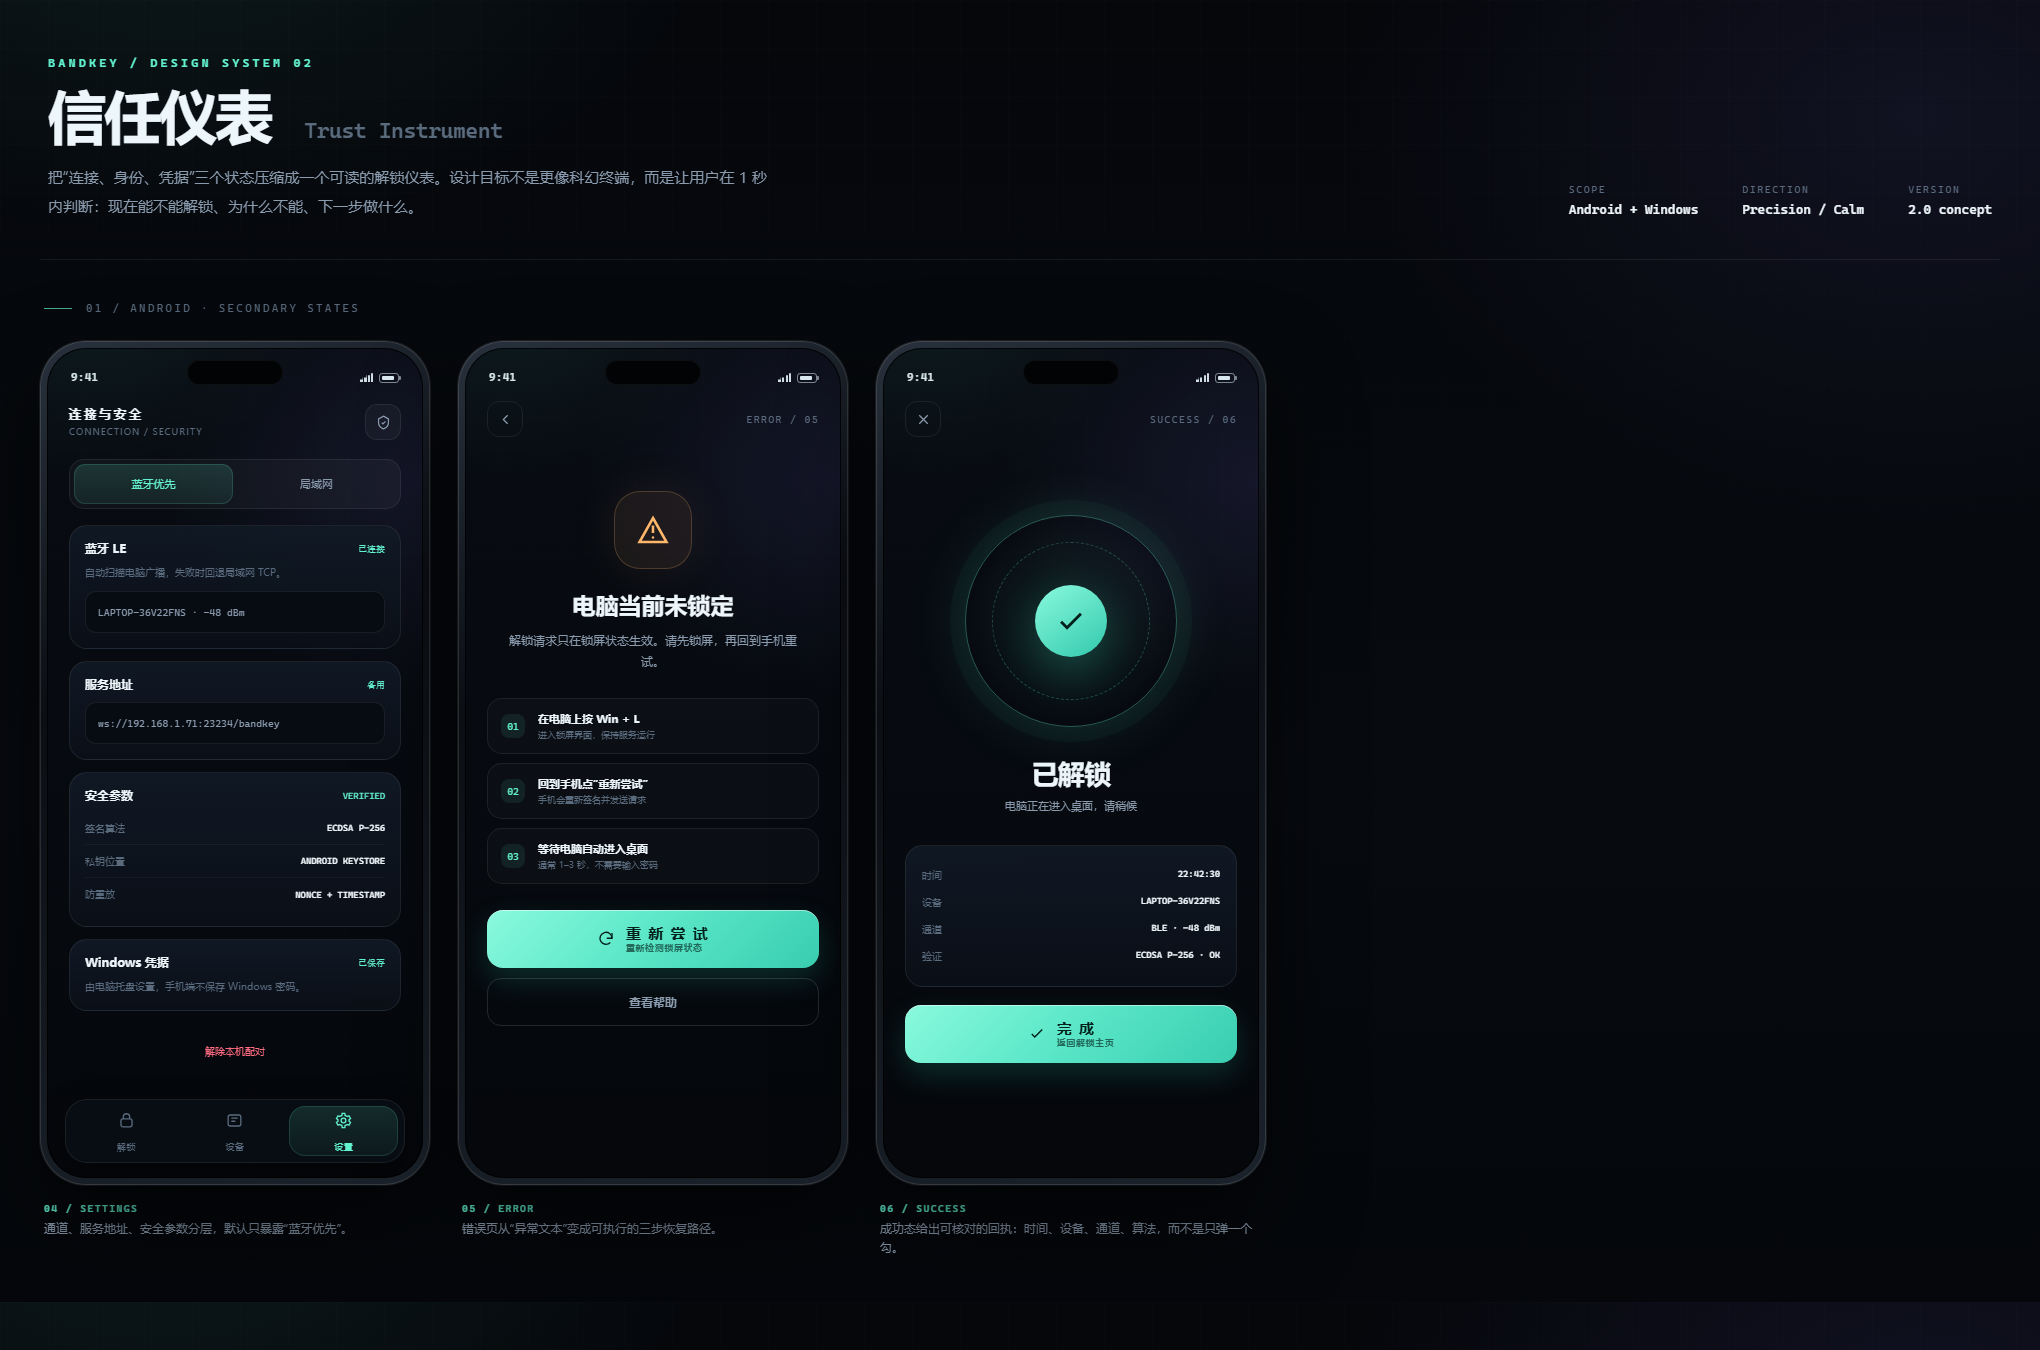 BANDKEY / DESIGN SYSTEM 02
信任仪表 Trust Instrument
把“连接、身份、凭据”三个状态压缩成一个可读的解锁仪表。设计目标不是更像科幻终端，而是让用户在 1 秒
内判断：现在能不能解锁、为什么不能、下一步做什么。
SCOPE
Android + Windows
DIRECTION
Precision / Calm
VERSION
2.0 concept
01 / ANDROID · SECONDARY STATES
9:41
连接与安全
CONNECTION / SECURITY
蓝牙优先
局域网
蓝牙 LE
已连接
自动扫描电脑广播，失败时回退局域网 TCP。
LAPTOP-36V22FNS · -48 dBm
服务地址
备用
ws://192.168.1.71:23234/bandkey
安全参数
VERIFIED
签名算法
ECDSA P-256
私钥位置
ANDROID KEYSTORE
防重放
NONCE + TIMESTAMP
Windows 凭据
已保存
由电脑托盘设置，手机端不保存 Windows 密码。
解除本机配对
解锁
设备
设置
04 / SETTINGS
通道、服务地址、安全参数分层，默认只暴露“蓝牙优先”。
9:41
ERROR / 05
电脑当前未锁定
解锁请求只在锁屏状态生效。请先锁屏，再回到手机重
试。
01
在电脑上按 Win + L
进入锁屏界面，保持服务运行
02
回到手机点“重新尝试”
手机会重新签名并发送请求
03
等待电脑自动进入桌面
通常 1-3 秒，不需要输入密码
重新尝试
重新检测锁屏状态
查看帮助
05 / ERROR
错误页从“异常文本”变成可执行的三步恢复路径。
9:41
SUCCESS / 06
已解锁
电脑正在进入桌面，请稍候
时间
22:42:30
设备
LAPTOP-36V22FNS
通道
BLE · -48 dBm
验证
ECDSA P-256 · OK
完成
返回解锁主页
06 / SUCCESS
成功态给出可核对的回执：时间、设备、通道、算法，而不是只弹一个
勾。